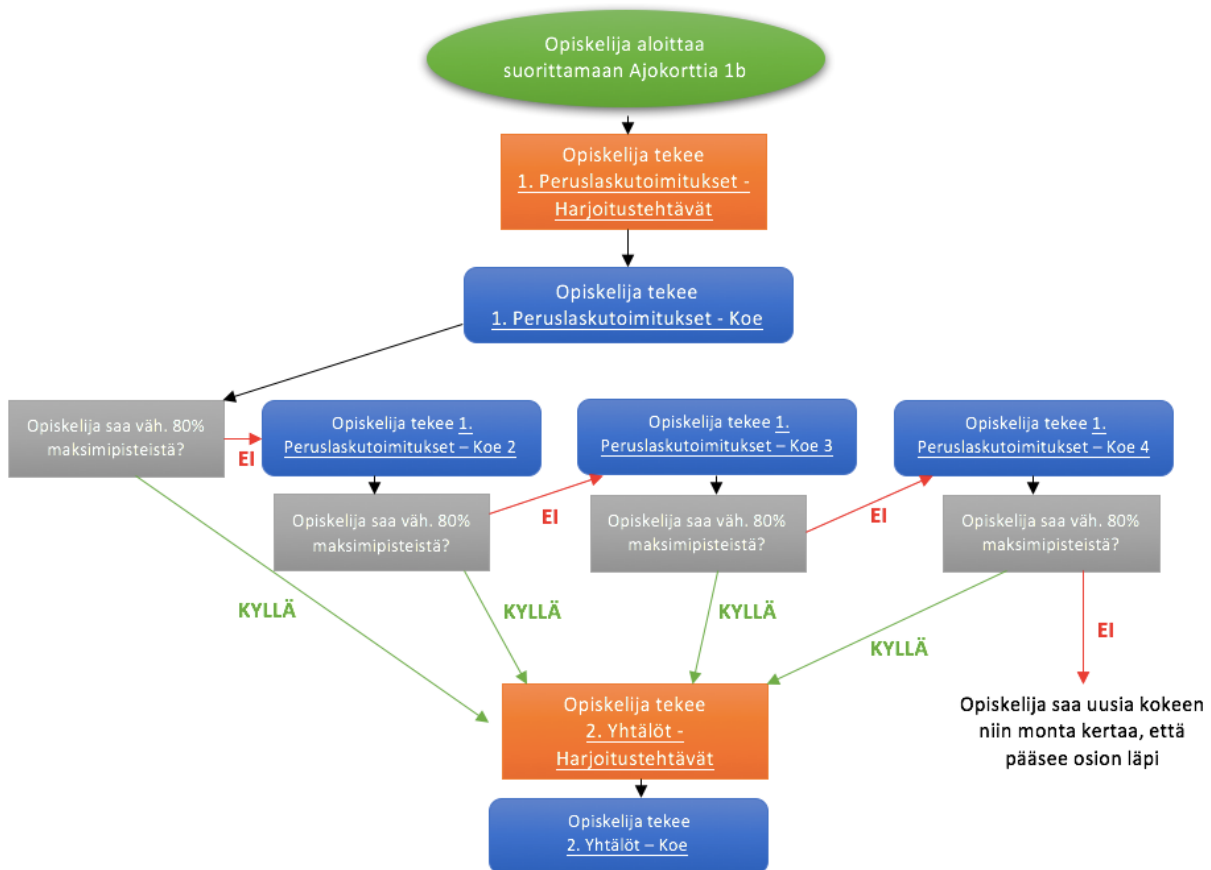 Opiskelija aloittaa
suorittamaan Ajokorttia 1b
Opiskelija tekee
1. Peruslaskutoimitukset -
Harjoitustehtävät
Opiskelija tekee
1. Peruslaskutoimitukset - Koe
Opiskelija saa väh. 80%
maksimipisteistä?
EI
Opiskelija tekee 1.
Peruslaskutoimitukset – Koe 2
Opiskelija tekee 1.
Peruslaskutoimitukset – Koe 3
Opiskelija tekee 1.
Peruslaskutoimitukset – Koe 4
Opiskelija saa väh. 80%
maksimipisteistä?
EI
Opiskelija saa väh. 80%
maksimipisteistä?
EI
Opiskelija saa väh. 80%
maksimipisteistä?
KYLLÄ
KYLLÄ
KYLLÄ
KYLLÄ
EI
Opiskelija tekee
2. Yhtälöt -
Harjoitustehtävät
Opiskelija saa uusia kokeen
niin monta kertaa, että
pääsee osion läpi
Opiskelija tekee
2. Yhtälöt – Koe